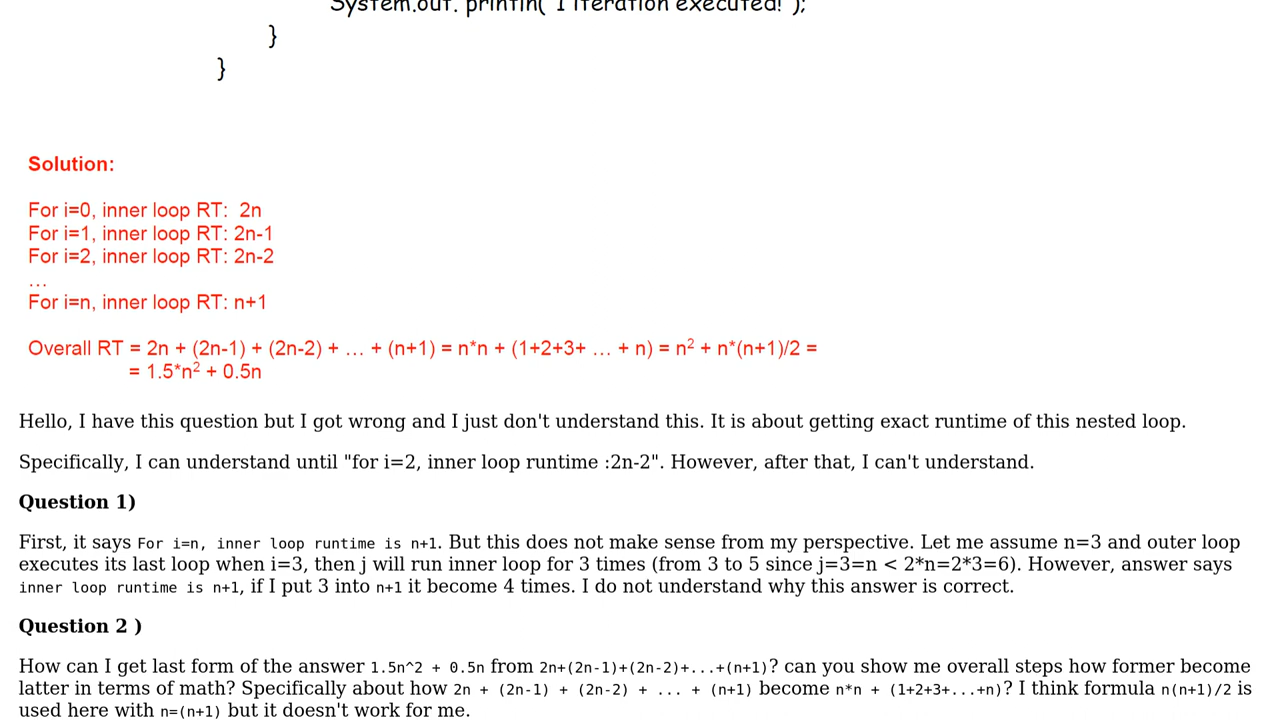 System.out. println("1 iteration executed!");
}
}
Solution:
For i=0, inner loop RT: 2n
For i=1, inner loop RT: 2n-1
For i=2, inner loop RT: 2n-2
...
For i=n, inner loop RT: n+1
Overall RT = 2n + (2n-1) + (2n-2) + ... + (n+1) = n*n + (1+2+3+ ... + n) = n² + n*(n+1)/2 =
= 1.5*n² + 0.5n
Hello, I have this question but I got wrong and I just don't understand this. It is about getting exact runtime of this nested loop.
Specifically, I can understand until "for i=2, inner loop runtime :2n-2". However, after that, I can't understand.
Question 1)
First, it says For i=n, inner loop runtime is n+1. But this does not make sense from my perspective. Let me assume n=3 and outer loop
executes its last loop when i=3, then j will run inner loop for 3 times (from 3 to 5 since j=3=n < 2*n=2*3=6). However, answer says
inner loop runtime is n+1, if I put 3 into n+1 it become 4 times. I do not understand why this answer is correct.
Question 2 )
How can I get last form of the answer 1.5n^2 + 0.5n from 2n+(2n-1)+(2n-2)+...+(n+1)? can you show me overall steps how former become
latter in terms of math? Specifically about how 2n + (2n-1) + (2n-2) + ... + (n+1) become n*n + (1+2+3+...+n)? I think formula n(n+1)/2 is
used here with n=(n+1) but it doesn't work for me.